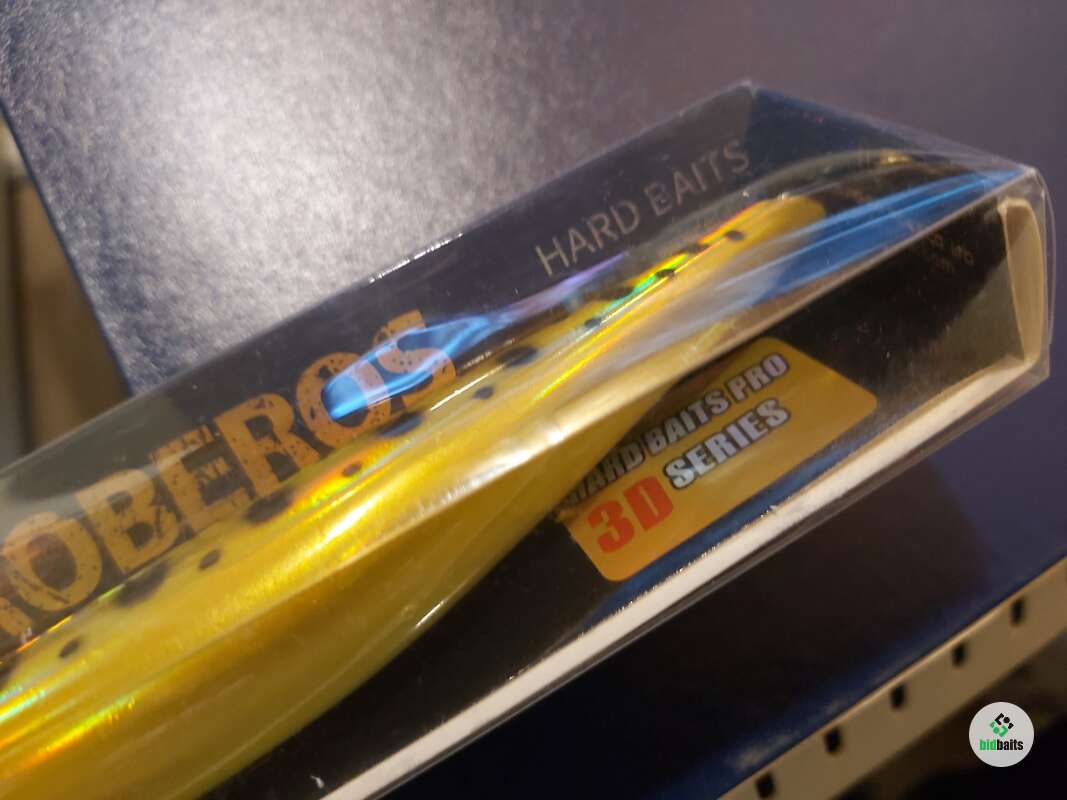 HARD BAITS
OBEROS
HARD BAITS PRO
3D SERIES
bidbaits